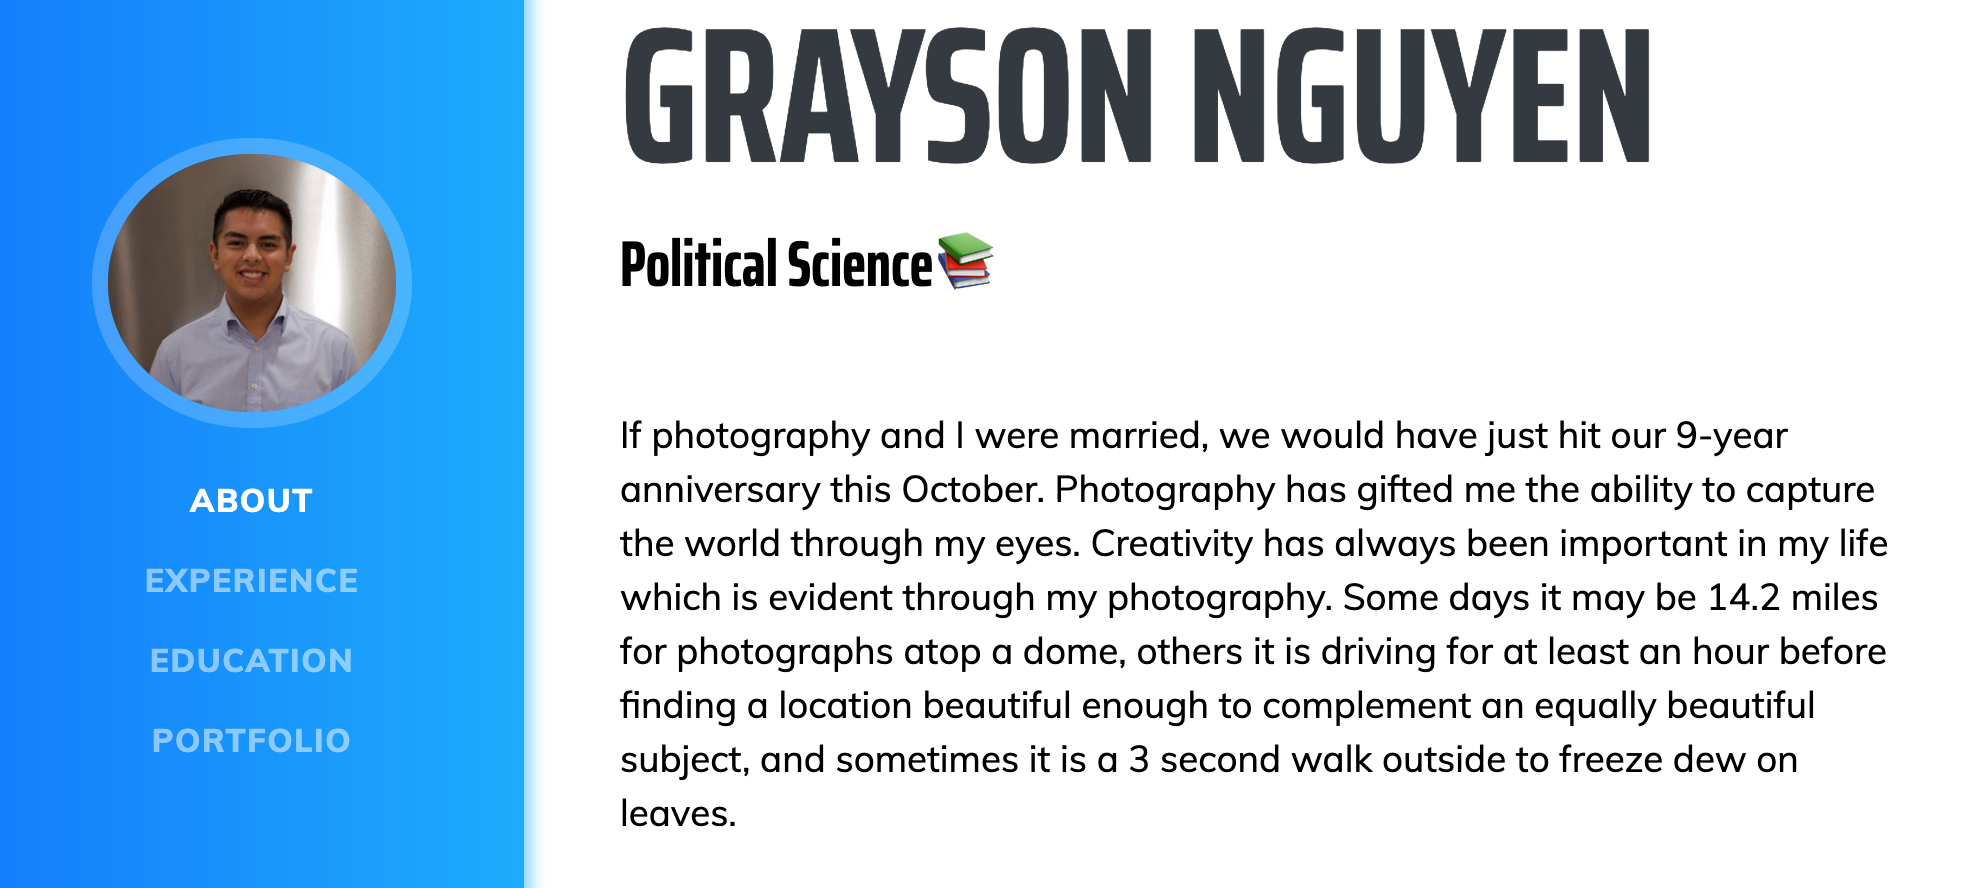 GRAYSON NGUYEN
Political Science📚
If photography and I were married, we would have just hit our 9-year
anniversary this October. Photography has gifted me the ability to capture
the world through my eyes. Creativity has always been important in my life
which is evident through my photography. Some days it may be 14.2 miles
for photographs atop a dome, others it is driving for at least an hour before
finding a location beautiful enough to complement an equally beautiful
subject, and sometimes it is a 3 second walk outside to freeze dew on
leaves.
ABOUT
EXPERIENCE
EDUCATION
PORTFOLIO